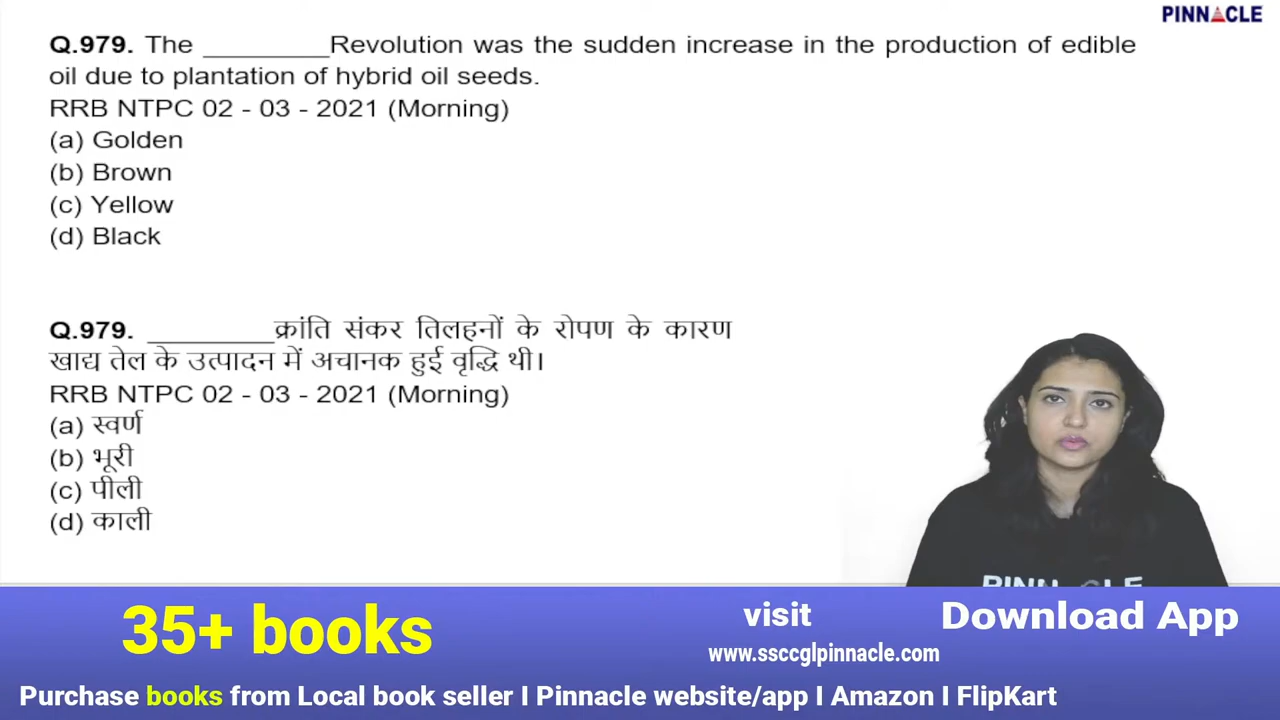 PINNACLE
Q.979. The _________Revolution was the sudden increase in the production of edible
oil due to plantation of hybrid oil seeds.
RRB NTPC 02 - 03 - 2021 (Morning)
(a) Golden
(b) Brown
(c) Yellow
(d) Black
Q.979. _________क्रांति संकर तिलहनों के रोपण के कारण
खाद्य तेल के उत्पादन में अचानक हुई वृद्धि थी।
RRB NTPC 02 - 03 - 2021 (Morning)
(a) स्वर्ण
(b) भूरी
(c) पीली
(d) काली
35+ books
visit
www.ssccglpinnacle.com
Download App
Purchase books from Local book seller I Pinnacle website/app I Amazon I FlipKart